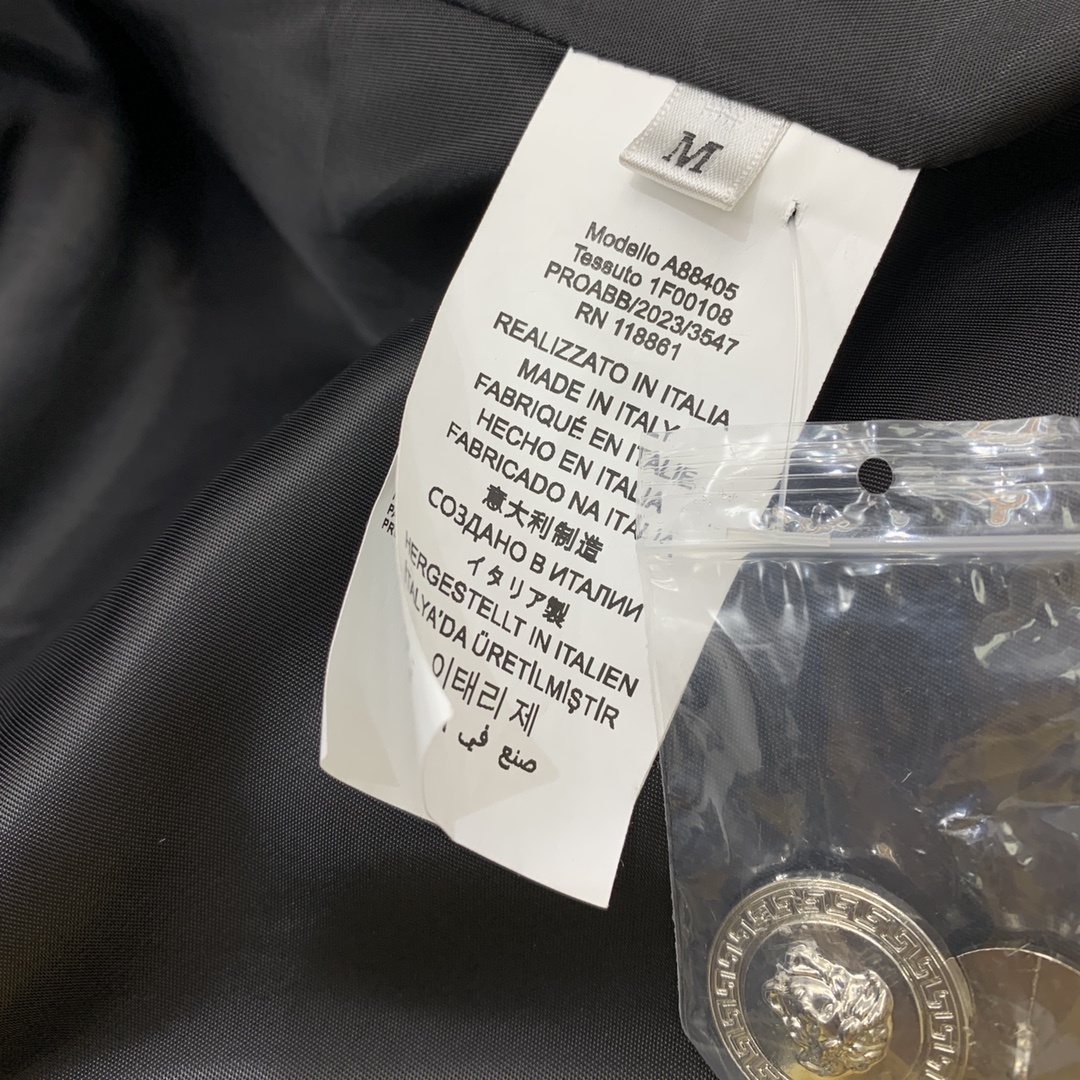 M
Modello A88405
Tessuto 1F00108
PROABB/2023/3547
RN 118861
REALIZZATO IN ITALIA
MADE IN ITALY
FABRIQUÉ EN ITALIE
HECHO EN ITALIA
FABRICADO NA ITALIA
意大利制造
СОЗДАНО В ИТАЛИИ
イタリア製
HERGESTELLT IN ITALIEN
ITALYA'DA ÜRETİLMİŞTİR
이태리 제
صنع في
PR